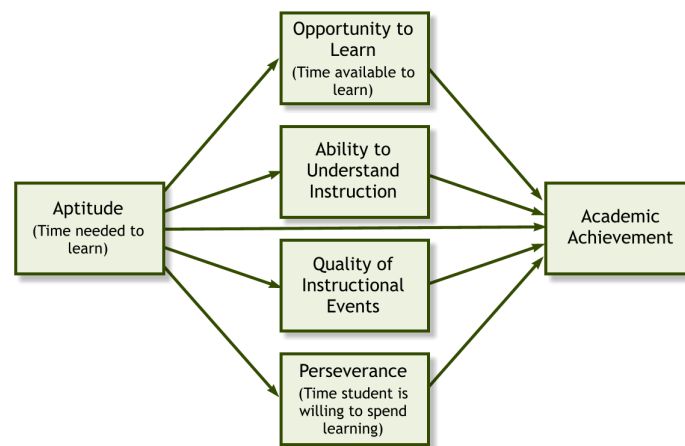 Opportunity to
Learn
(Time available to
learn)
Ability to
Understand
Instruction
Aptitude
(Time needed to
learn)
Academic
Achievement
Quality of
Instructional
Events
Perseverance
(Time student is
willing to spend
learning)